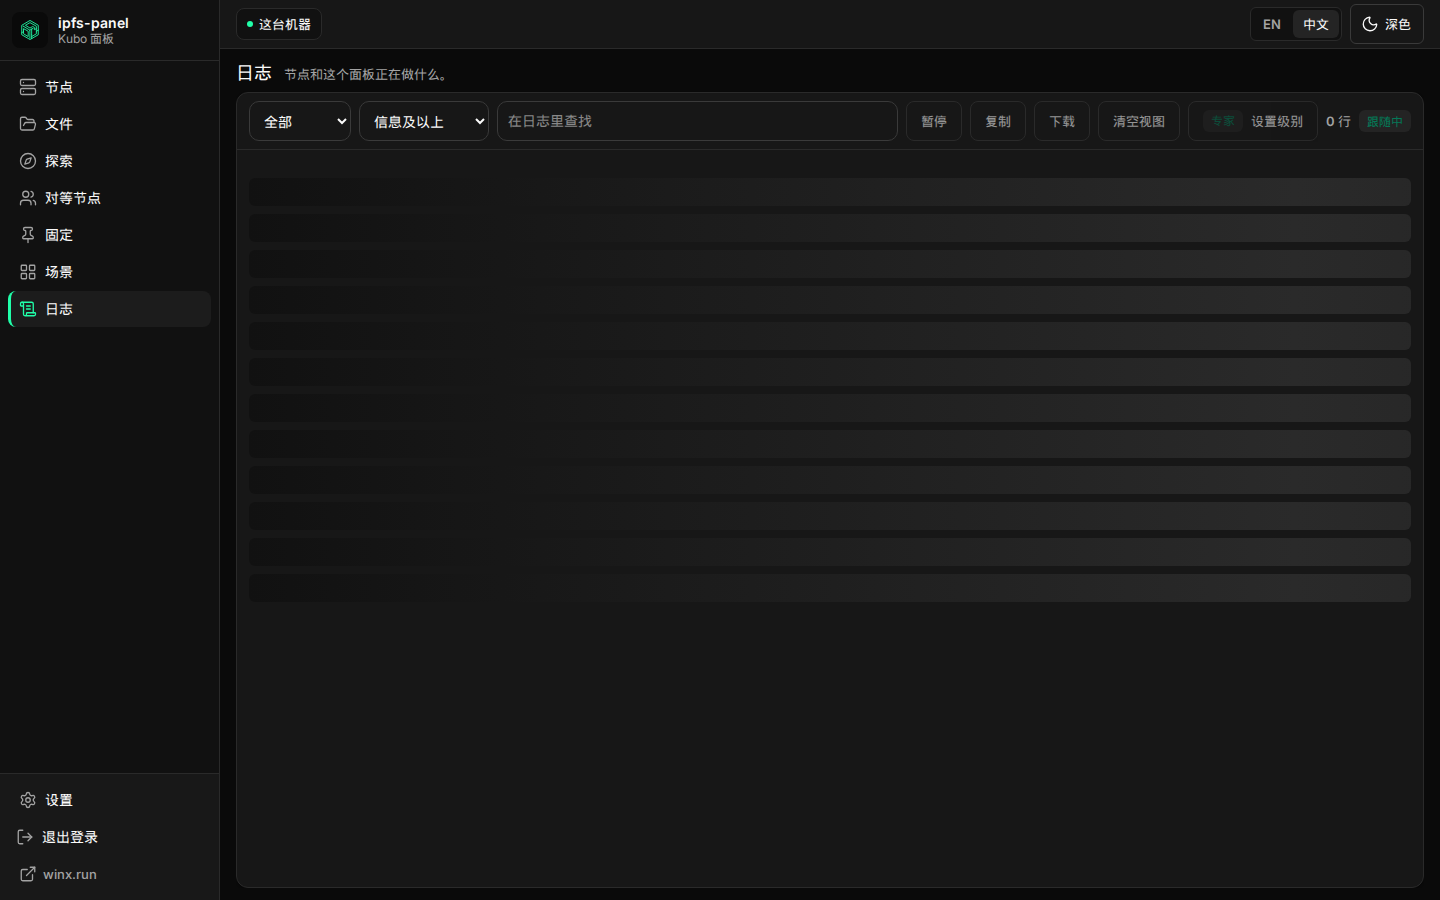 ipfs-panel
Kubo 面板
节点
文件
探索
对等节点
固定
场景
日志
设置
退出登录
winx.run
这台机器
EN 中文 深色
日志 节点和这个面板正在做什么。
全部 信息及以上 在日志里查找 暂停 复制 下载 清空视图 专家 设置级别 0 行 跟随中